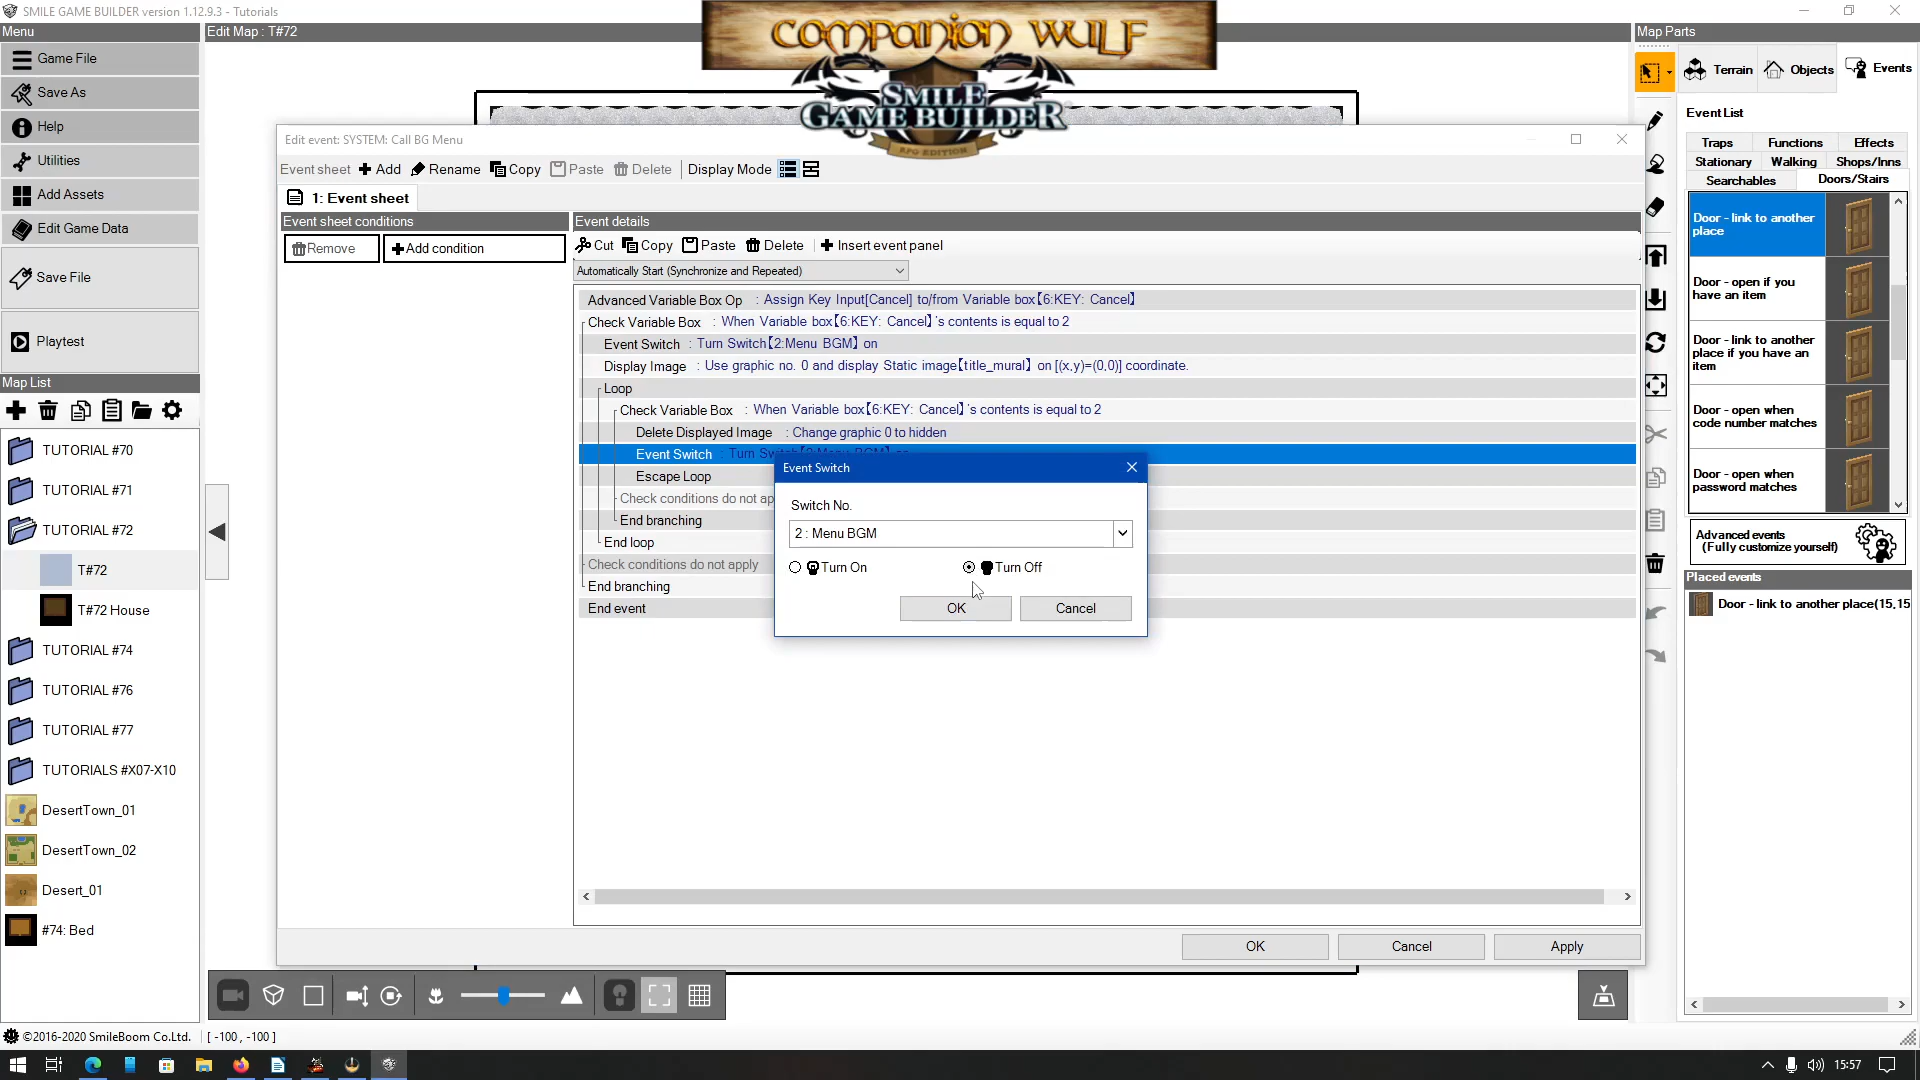 SMILE GAME BUILDER version 1.12.9.3 - Tutorials
Menu
Game File
Save As
Help
Utilities
Add Assets
Edit Game Data
Save File
Playtest
Map List
TUTORIAL #70
TUTORIAL #71
TUTORIAL #72
T#72
T#72 House
TUTORIAL #74
TUTORIAL #76
TUTORIAL #77
TUTORIALS #X07-X10
DesertTown_01
DesertTown_02
Desert_01
#74: Bed
©2016-2020 SmileBoom Co.Ltd.
[ -100 , -100 ]
Edit Map : T#72
COMPANION WULF
SMILE
GAME BUILDER
RPG EDITION
Edit event: SYSTEM: Call BG Menu
Event sheet Add Rename Copy Paste Delete Display Mode
1: Event sheet
Event sheet conditions
Remove
Add condition
Event details
Cut Copy Paste Delete Insert event panel
Automatically Start (Synchronize and Repeated)
Advanced Variable Box Op : Assign Key Input[Cancel] to/from Variable box【6:KEY: Cancel】
Check Variable Box : When Variable box【6:KEY: Cancel】's contents is equal to 2
Event Switch : Turn Switch【2:Menu BGM】 on
Display Image : Use graphic no. 0 and display Static image【title_mural】 on [(x,y)=(0,0)] coordinate.
Loop
Check Variable Box : When Variable box【6:KEY: Cancel】's contents is equal to 2
Delete Displayed Image : Change graphic 0 to hidden
Event Switch : Turn Switch【2:Menu BGM】 on
Escape Loop
Check conditions do not ap
End branching
End loop
Check conditions do not apply
End branching
End event
Event Switch
Switch No.
2 : Menu BGM
Turn On
Turn Off
OK
Cancel
OK
Cancel
Apply
Map Parts
Terrain
Objects
Events
Event List
Traps
Functions
Effects
Stationary
Walking
Shops/Inns
Searchables
Doors/Stairs
Door - link to another
place
Door - open if you
have an item
Door - link to another
place if you have an
item
Door - open when
code number matches
Door - open when
password matches
Advanced events
(Fully customize yourself)
Placed events
Door - link to another place(15,15
15:57